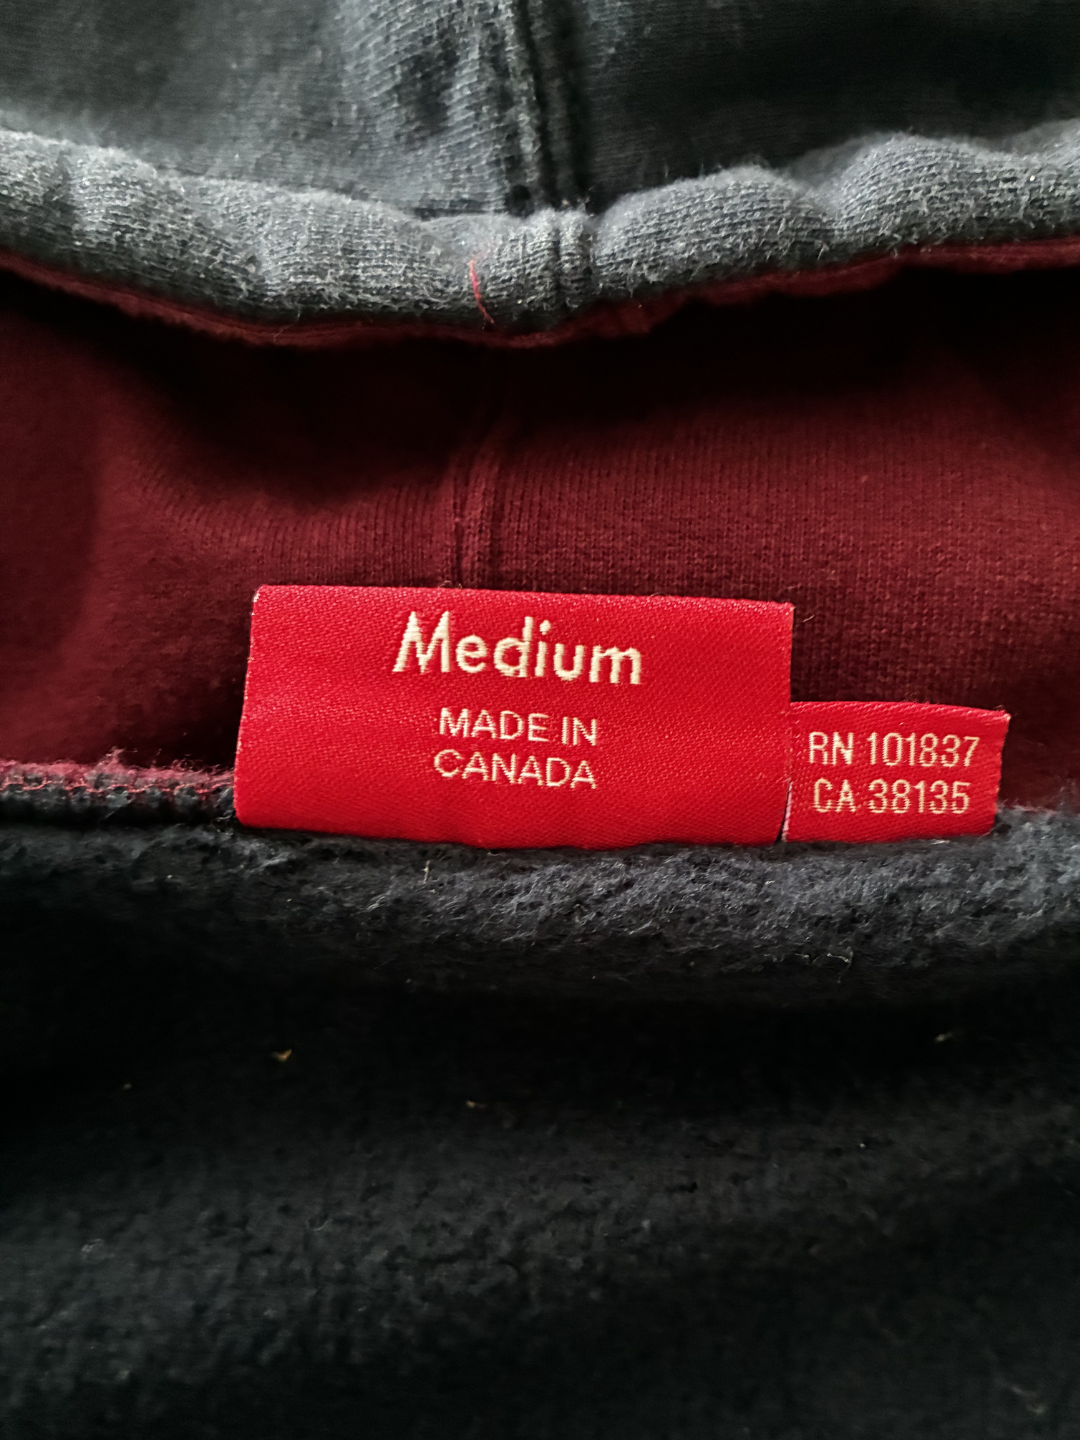 Medium
MADE IN
CANADA
RN 101837
CA 38135